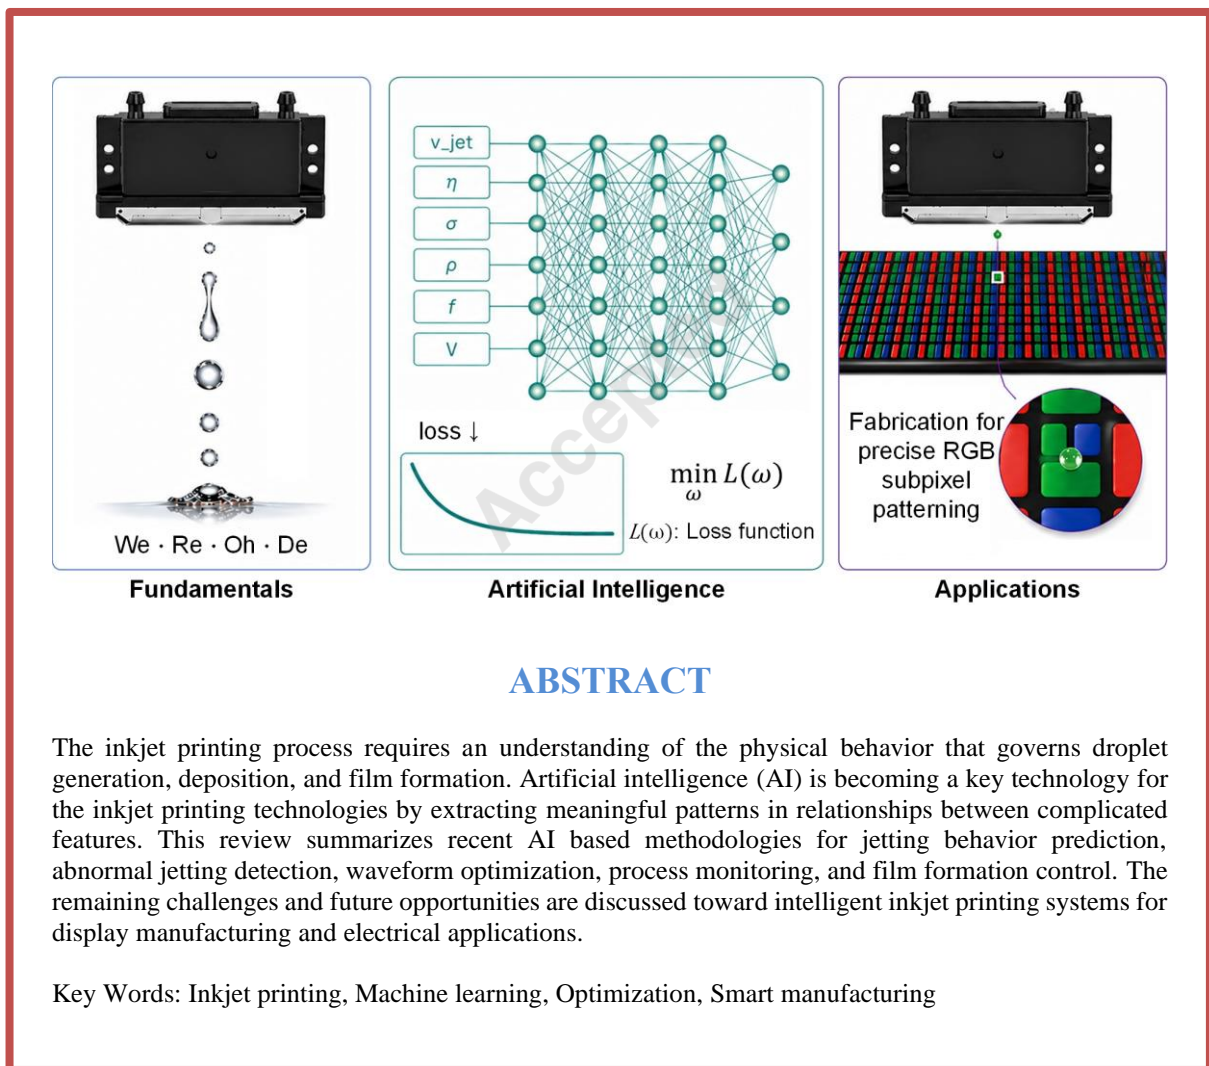 v_jet
η
σ
ρ
f
V
loss ↓
min L(ω)
ω
L(ω): Loss function
We · Re · Oh · De
Fabrication for
precise RGB
subpixel
patterning
Fundamentals
Artificial Intelligence
Applications
Accepted
ABSTRACT
The inkjet printing process requires an understanding of the physical behavior that governs droplet
generation, deposition, and film formation. Artificial intelligence (AI) is becoming a key technology for
the inkjet printing technologies by extracting meaningful patterns in relationships between complicated
features. This review summarizes recent AI based methodologies for jetting behavior prediction,
abnormal jetting detection, waveform optimization, process monitoring, and film formation control. The
remaining challenges and future opportunities are discussed toward intelligent inkjet printing systems for
display manufacturing and electrical applications.
Key Words: Inkjet printing, Machine learning, Optimization, Smart manufacturing